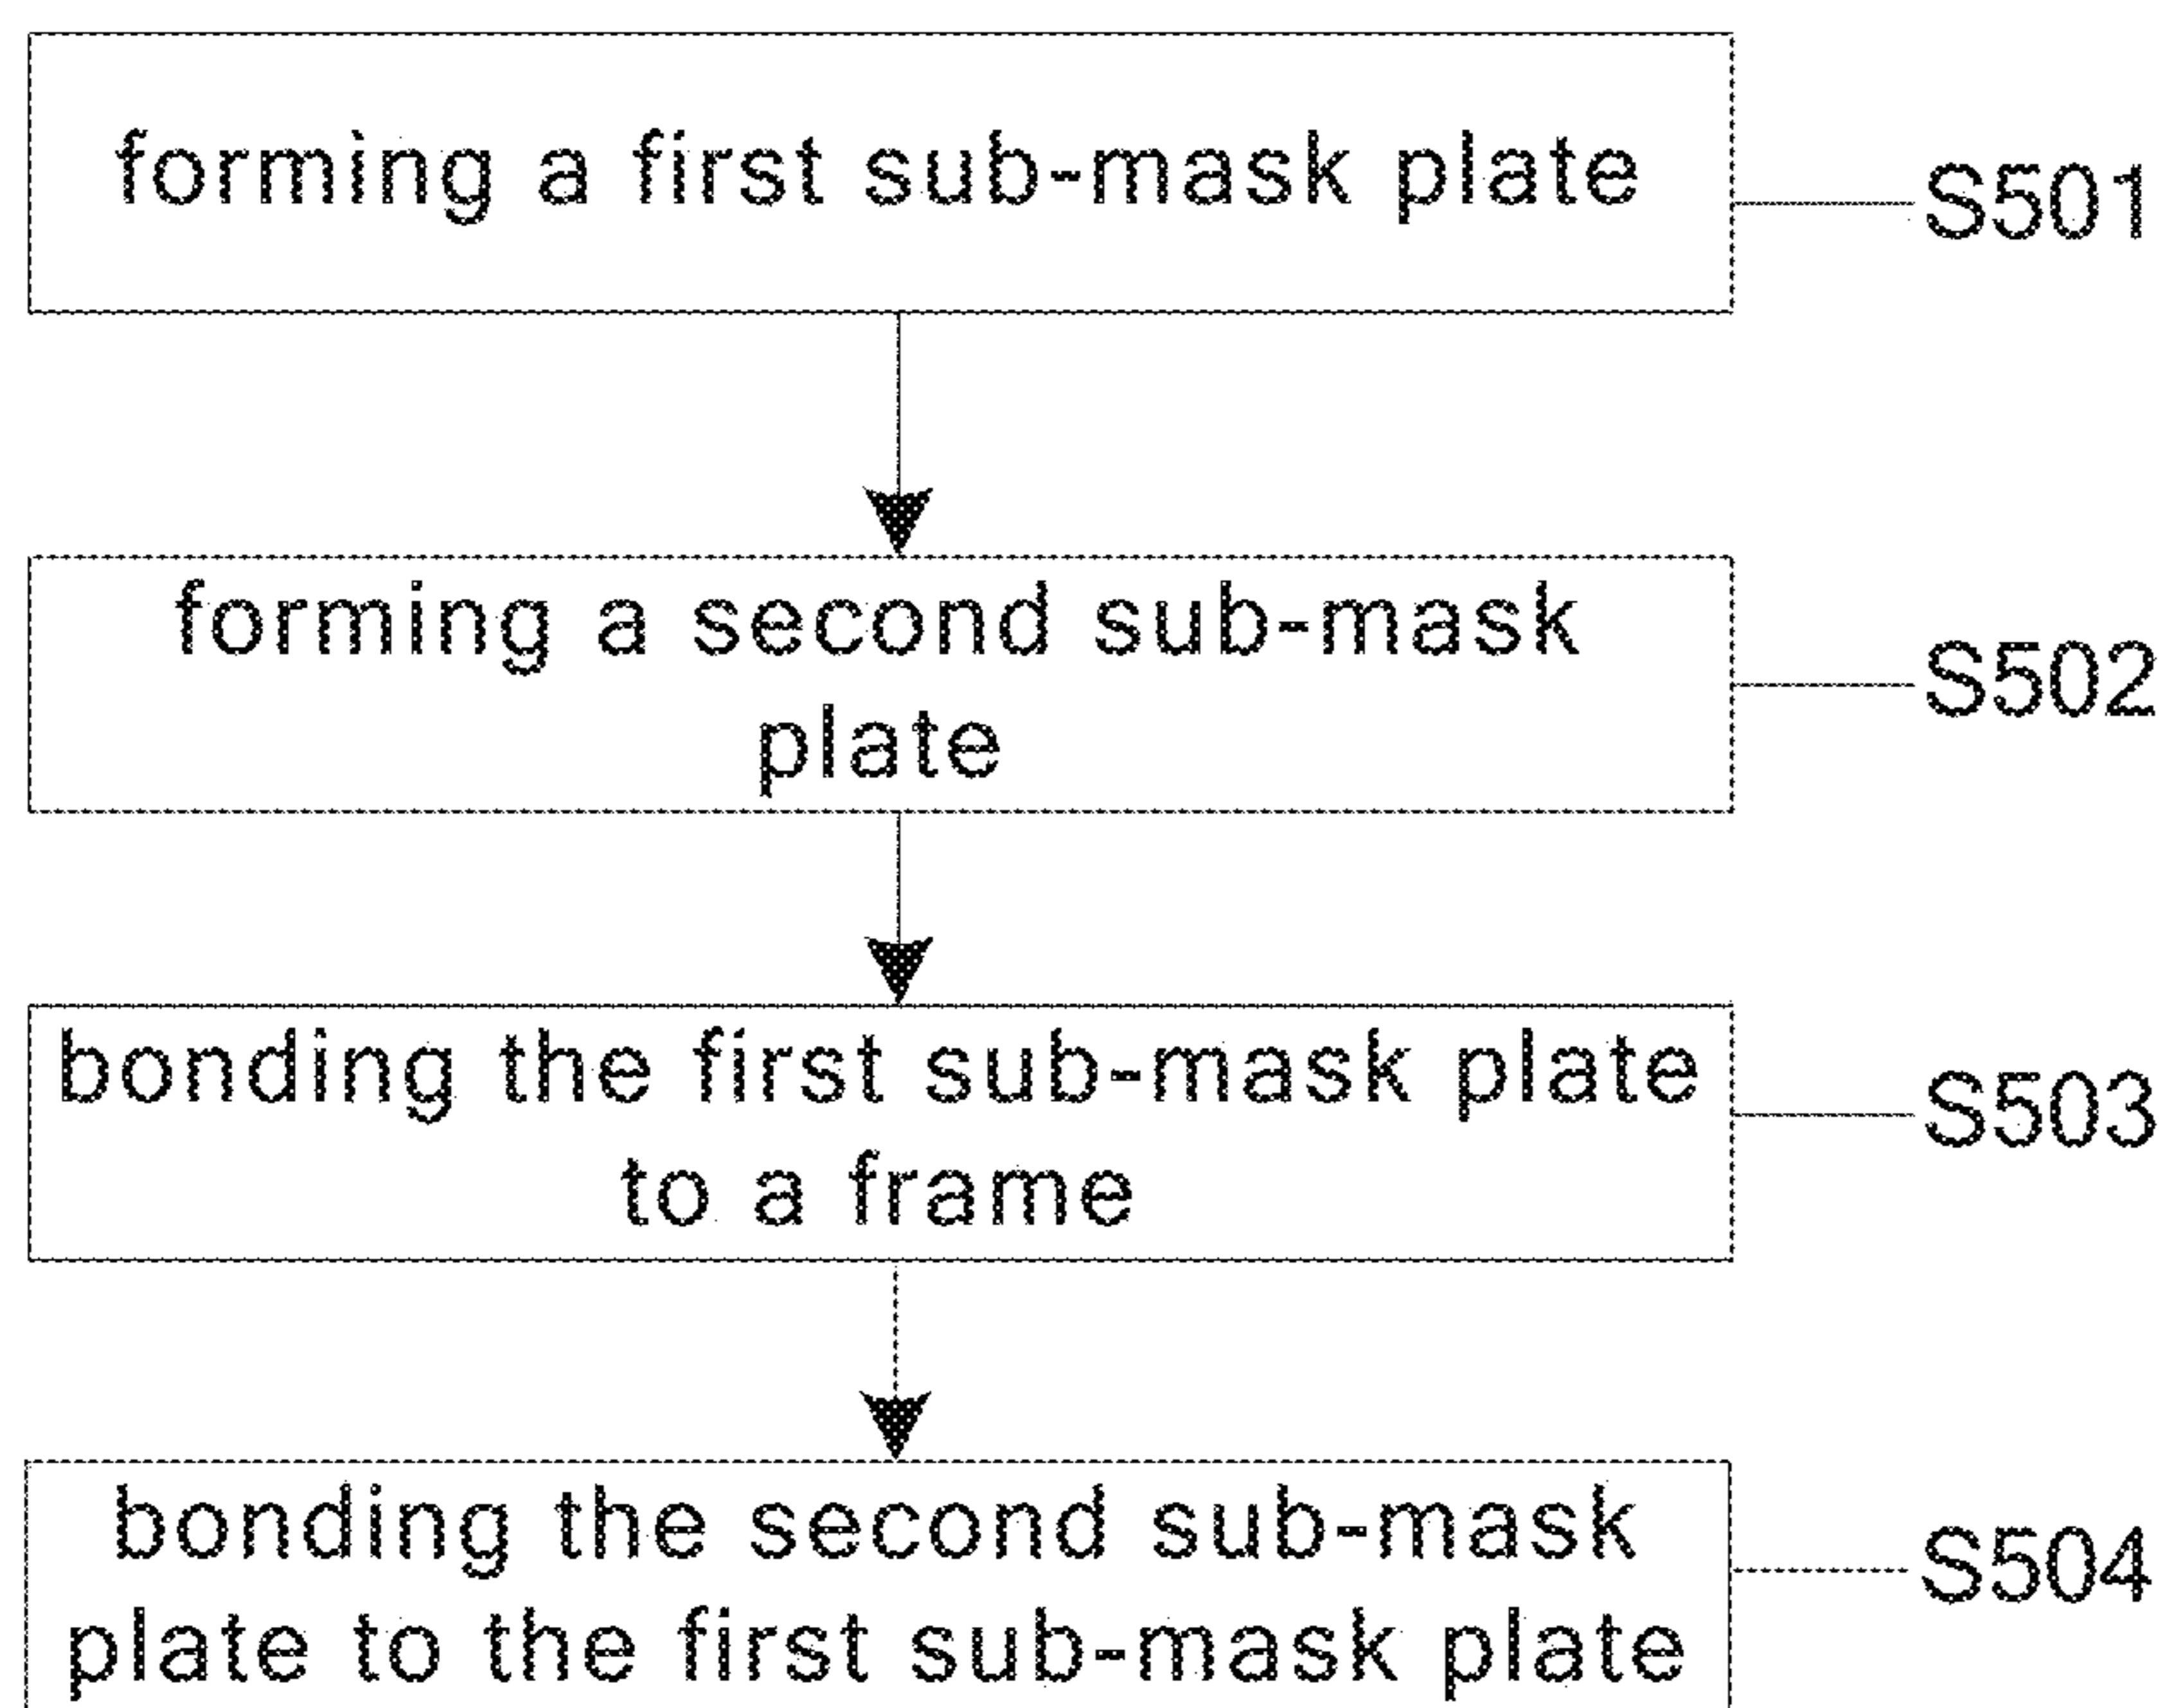 forming a first sub-mask plate
S501
forming a second sub-mask
plate
S502
bonding the first sub-mask plate
to a frame
S503
bonding the second sub-mask
plate to the first sub-mask plate
S504